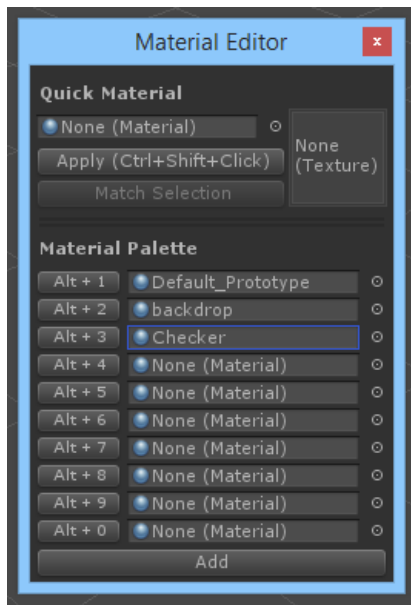 Material Editor
x
Quick Material
None (Material)
None
(Texture)
Apply (Ctrl+Shift+Click)
Match Selection
Material Palette
Alt + 1 Default_Prototype
Alt + 2 backdrop
Alt + 3 Checker
Alt + 4 None (Material)
Alt + 5 None (Material)
Alt + 6 None (Material)
Alt + 7 None (Material)
Alt + 8 None (Material)
Alt + 9 None (Material)
Alt + 0 None (Material)
Add